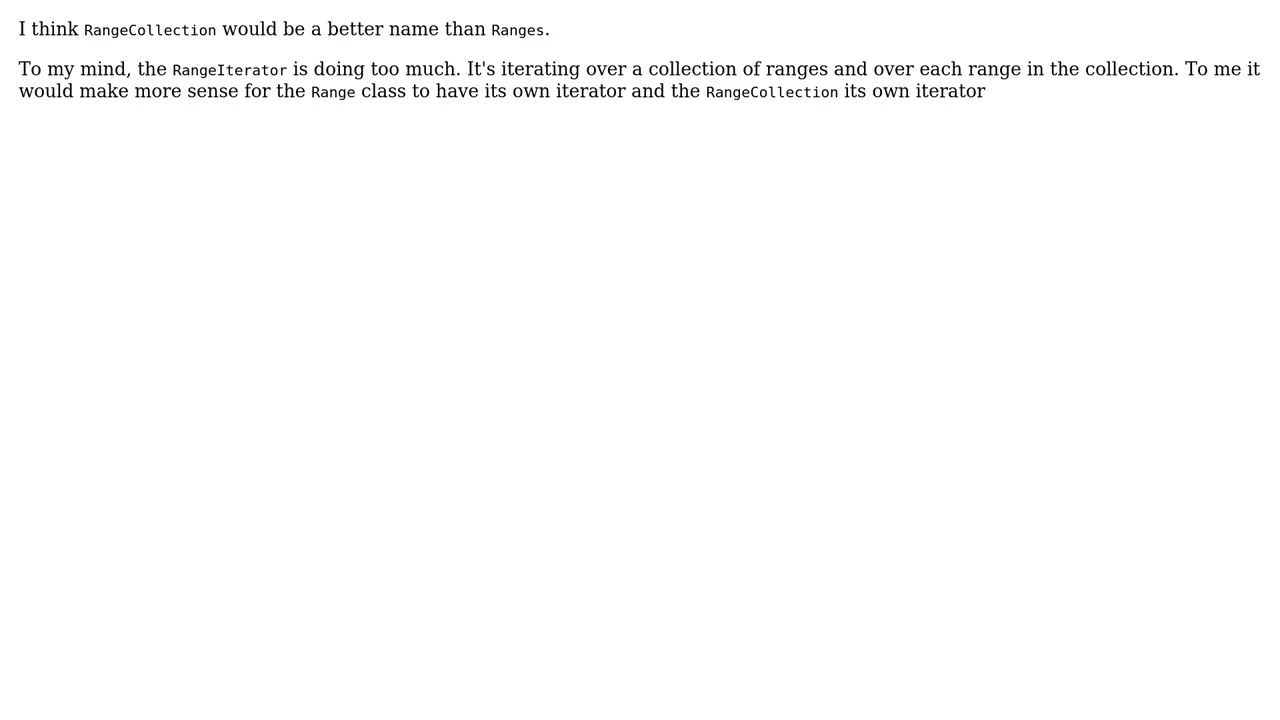 I think RangeCollection would be a better name than Ranges.
To my mind, the RangeIterator is doing too much. It's iterating over a collection of ranges and over each range in the collection. To me it
would make more sense for the Range class to have its own iterator and the RangeCollection its own iterator